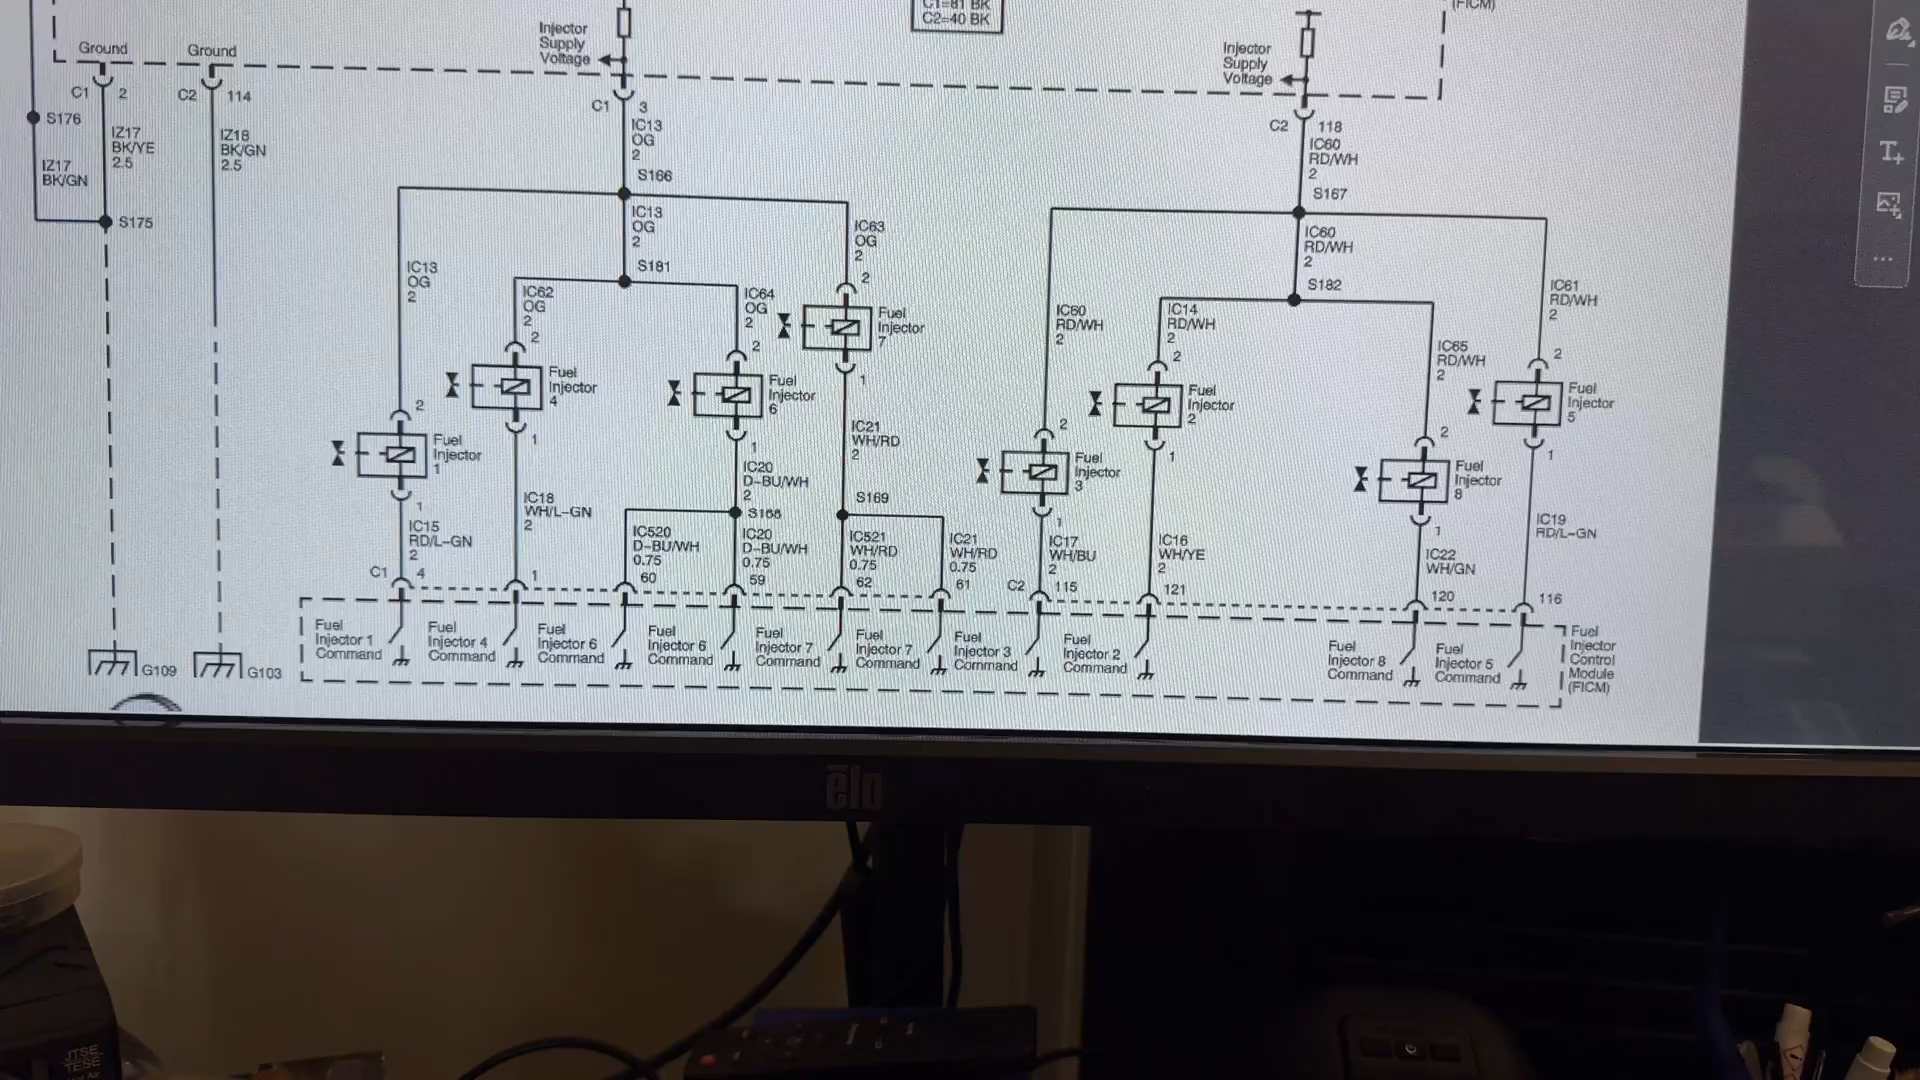 C1=81 BK
C2=40 BK
(FICM)
Ground
Ground
Injector
Supply
Voltage
Injector
Supply
Voltage
C1 2
C2 114
C1 3
C2 118
S176
IZ17
BK/YE
2.5
IZ18
BK/GN
2.5
IZ17
BK/GN
S175
IC13
OG
2
S166
IC13
OG
2
S181
IC60
RD/WH
2
S167
IC60
RD/WH
2
S182
IC13
OG
2
IC62
OG
2
2
IC64
OG
2
2
IC63
OG
2
2
IC60
RD/WH
2
IC14
RD/WH
2
2
IC65
RD/WH
2
IC61
RD/WH
2
2
Fuel
Injector
7
1
Fuel
Injector
4
1
Fuel
Injector
6
1
2
Fuel
Injector
1
1
Fuel
Injector
2
1
Fuel
Injector
5
1
2
Fuel
Injector
3
1
2
Fuel
Injector
8
1
IC21
WH/RD
2
S169
IC20
D-BU/WH
2
S168
IC18
WH/L-GN
2
IC15
RD/L-GN
2
IC520
D-BU/WH
0.75
IC20
D-BU/WH
0.75
IC521
WH/RD
0.75
IC21
WH/RD
0.75
IC17
WH/BU
2
IC16
WH/YE
2
IC22
WH/GN
IC19
RD/L-GN
C1 4
1
60
59
62
61
C2 115
121
120
116
Fuel
Injector 1
Command
Fuel
Injector 4
Command
Fuel
Injector 6
Command
Fuel
Injector 6
Command
Fuel
Injector 7
Command
Fuel
Injector 7
Command
Fuel
Injector 3
Command
Fuel
Injector 2
Command
Fuel
Injector 8
Command
Fuel
Injector 5
Command
Fuel
Injector
Control
Module
(FICM)
G109
G103
elo
JTSE
TESE